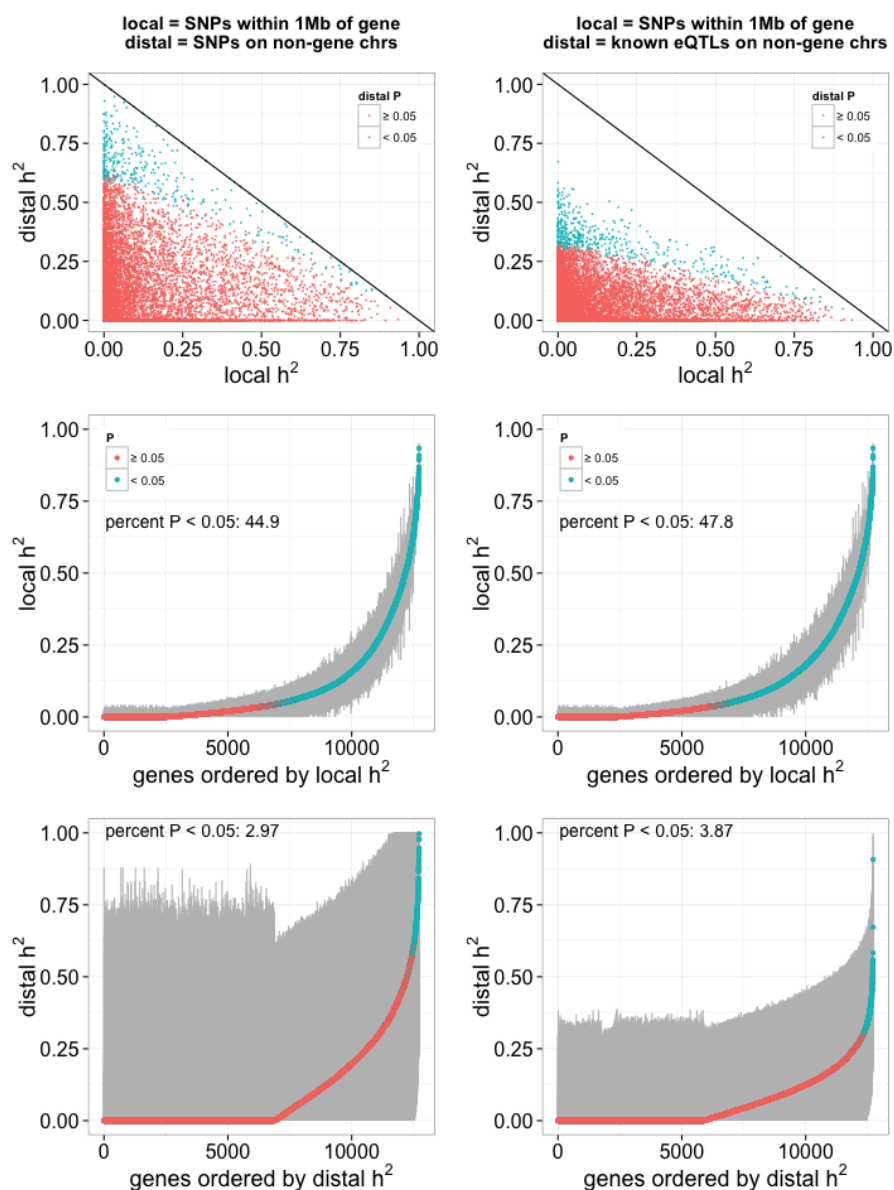 local = SNPs within 1Mb of gene
distal = SNPs on non-gene chrs
local = SNPs within 1Mb of gene
distal = known eQTLs on non-gene chrs
1.00
0.75
0.50
0.25
0.00
distal h²
distal P
≥ 0.05
< 0.05
0.00 0.25 0.50 0.75 1.00
local h²
1.00
0.75
0.50
0.25
0.00
distal h²
distal P
≥ 0.05
< 0.05
0.00 0.25 0.50 0.75 1.00
local h²
1.00
0.75
0.50
0.25
0.00
local h²
P
≥ 0.05
< 0.05
percent P < 0.05: 44.9
0 5000 10000
genes ordered by local h²
1.00
0.75
0.50
0.25
0.00
local h²
P
≥ 0.05
< 0.05
percent P < 0.05: 47.8
0 5000 10000
genes ordered by local h²
percent P < 0.05: 2.97
1.00
0.75
0.50
0.25
0.00
distal h²
0 5000 10000
genes ordered by distal h²
percent P < 0.05: 3.87
1.00
0.75
0.50
0.25
0.00
distal h²
0 5000 10000
genes ordered by distal h²